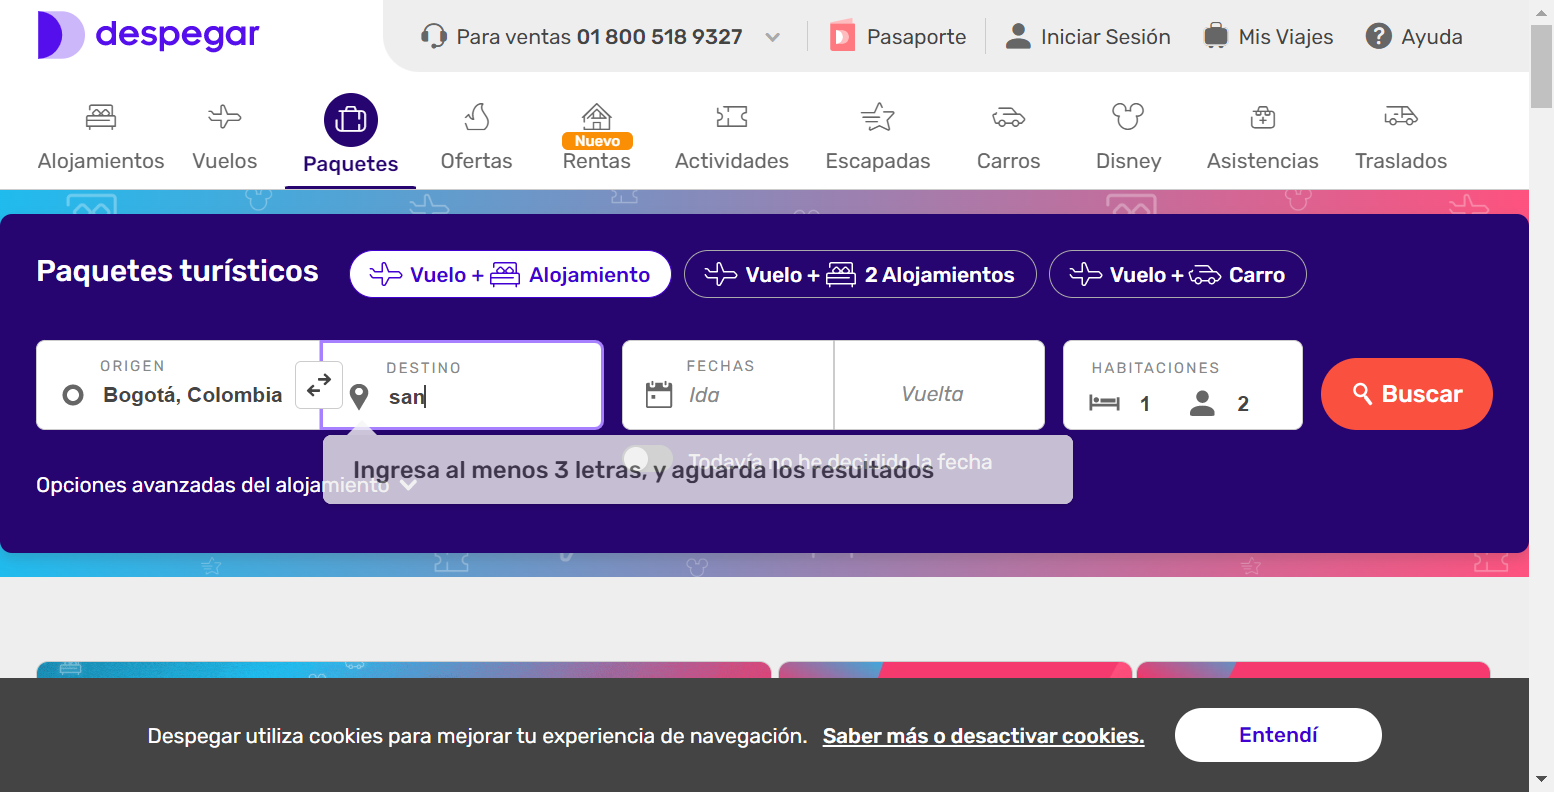 despegar
Para ventas 01 800 518 9327
Pasaporte
Iniciar Sesión
Mis Viajes
Ayuda
Alojamientos
Vuelos
Paquetes
Ofertas
Nuevo
Rentas
Actividades
Escapadas
Carros
Disney
Asistencias
Traslados
Paquetes turísticos
Vuelo + Alojamiento
Vuelo + 2 Alojamientos
Vuelo + Carro
ORIGEN
Bogotá, Colombia
DESTINO
san
FECHAS
Ida
Vuelta
HABITACIONES
1
2
Buscar
Ingresa al menos 3 letras, y aguarda los resultados
Todavía no he decidido la fecha
Opciones avanzadas del alojamiento
Despegar utiliza cookies para mejorar tu experiencia de navegación. Saber más o desactivar cookies.
Entendí